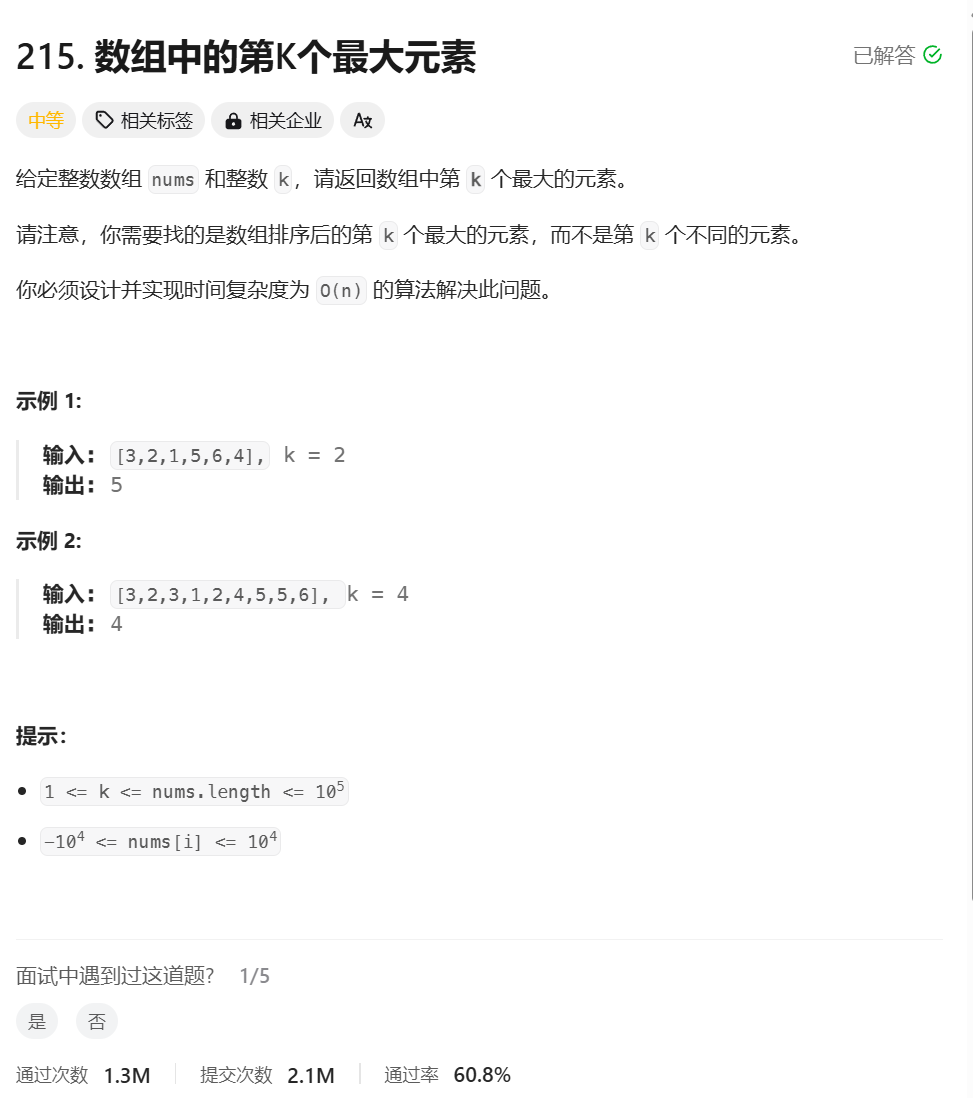 215. 数组中的第K个最大元素
已解答
中等 相关标签 相关企业 Aあ
给定整数数组 nums 和整数 k，请返回数组中第 k 个最大的元素。
请注意，你需要找的是数组排序后的第 k 个最大的元素，而不是第 k 个不同的元素。
你必须设计并实现时间复杂度为 O(n) 的算法解决此问题。
示例 1:
输入: [3,2,1,5,6,4], k = 2
输出: 5
示例 2:
输入: [3,2,3,1,2,4,5,5,6], k = 4
输出: 4
提示：
1 <= k <= nums.length <= 10⁵
-10⁴ <= nums[i] <= 10⁴
面试中遇到过这道题? 1/5
是 否
通过次数 1.3M 提交次数 2.1M 通过率 60.8%